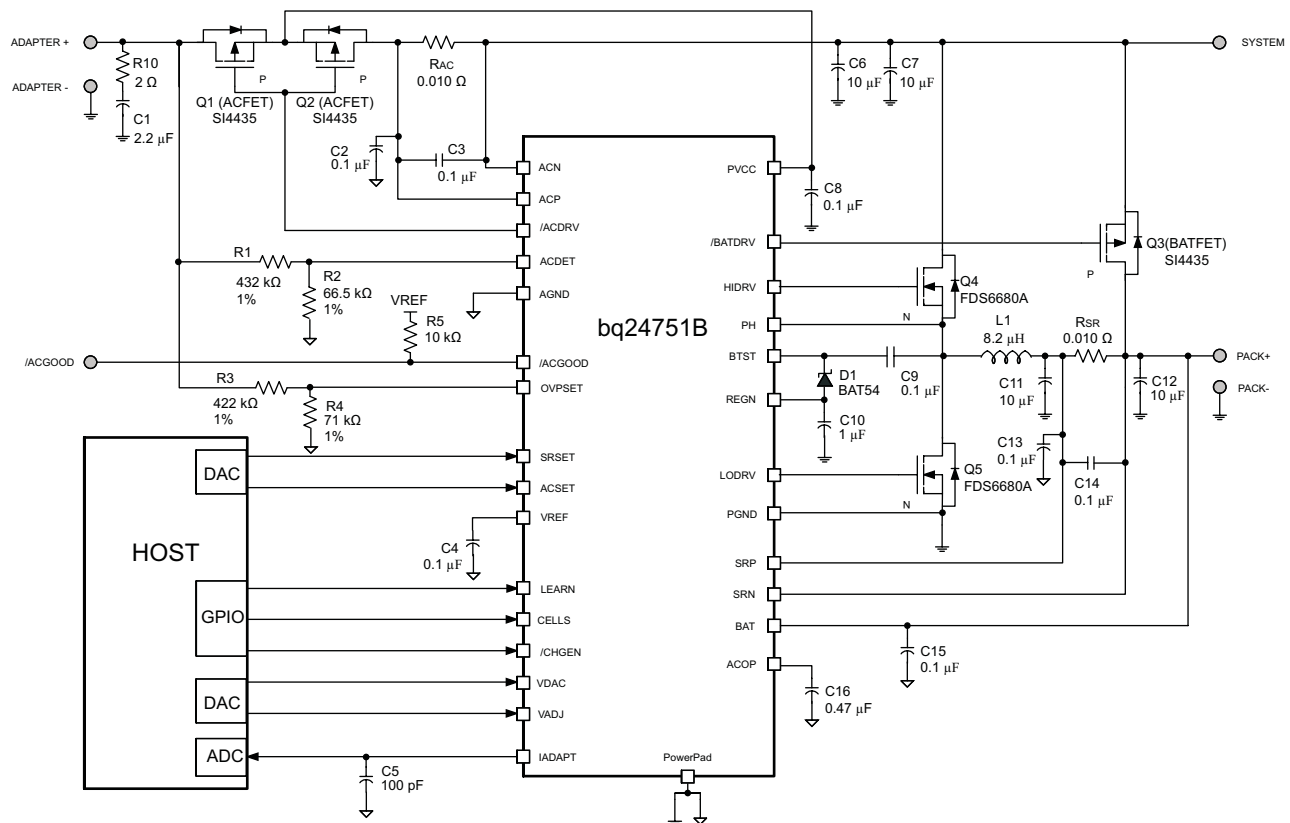 ADAPTER +
R10
2 Ω
ADAPTER -
C1
2.2 µF
P
Q1 (ACFET)
SI4435
P
Q2 (ACFET)
SI4435
RAC
0.010 Ω
C6
10 µF
C7
10 µF
SYSTEM
C2
0.1 µF
C3
0.1 µF
ACN
ACP
/ACDRV
ACDET
AGND
/ACGOOD
OVPSET
SRSET
ACSET
VREF
LEARN
CELLS
/CHGEN
VDAC
VADJ
IADAPT
R1
432 kΩ
1%
R2
66.5 kΩ
1%
VREF
R5
10 kΩ
/ACGOOD
R3
422 kΩ
1%
R4
71 kΩ
1%
HOST
DAC
GPIO
DAC
ADC
C4
0.1 µF
C5
100 pF
bq24751B
PowerPad
PVCC
/BATDRV
HIDRV
PH
BTST
REGN
LODRV
PGND
SRP
SRN
BAT
ACOP
C8
0.1 µF
Q3(BATFET)
SI4435
P
Q4
FDS6680A
N
L1
8.2 µH
RSR
0.010 Ω
D1
BAT54
C9
0.1 µF
C10
1 µF
C11
10 µF
C12
10 µF
PACK+
PACK-
C13
0.1 µF
C14
0.1 µF
Q5
FDS6680A
N
C15
0.1 µF
C16
0.47 µF